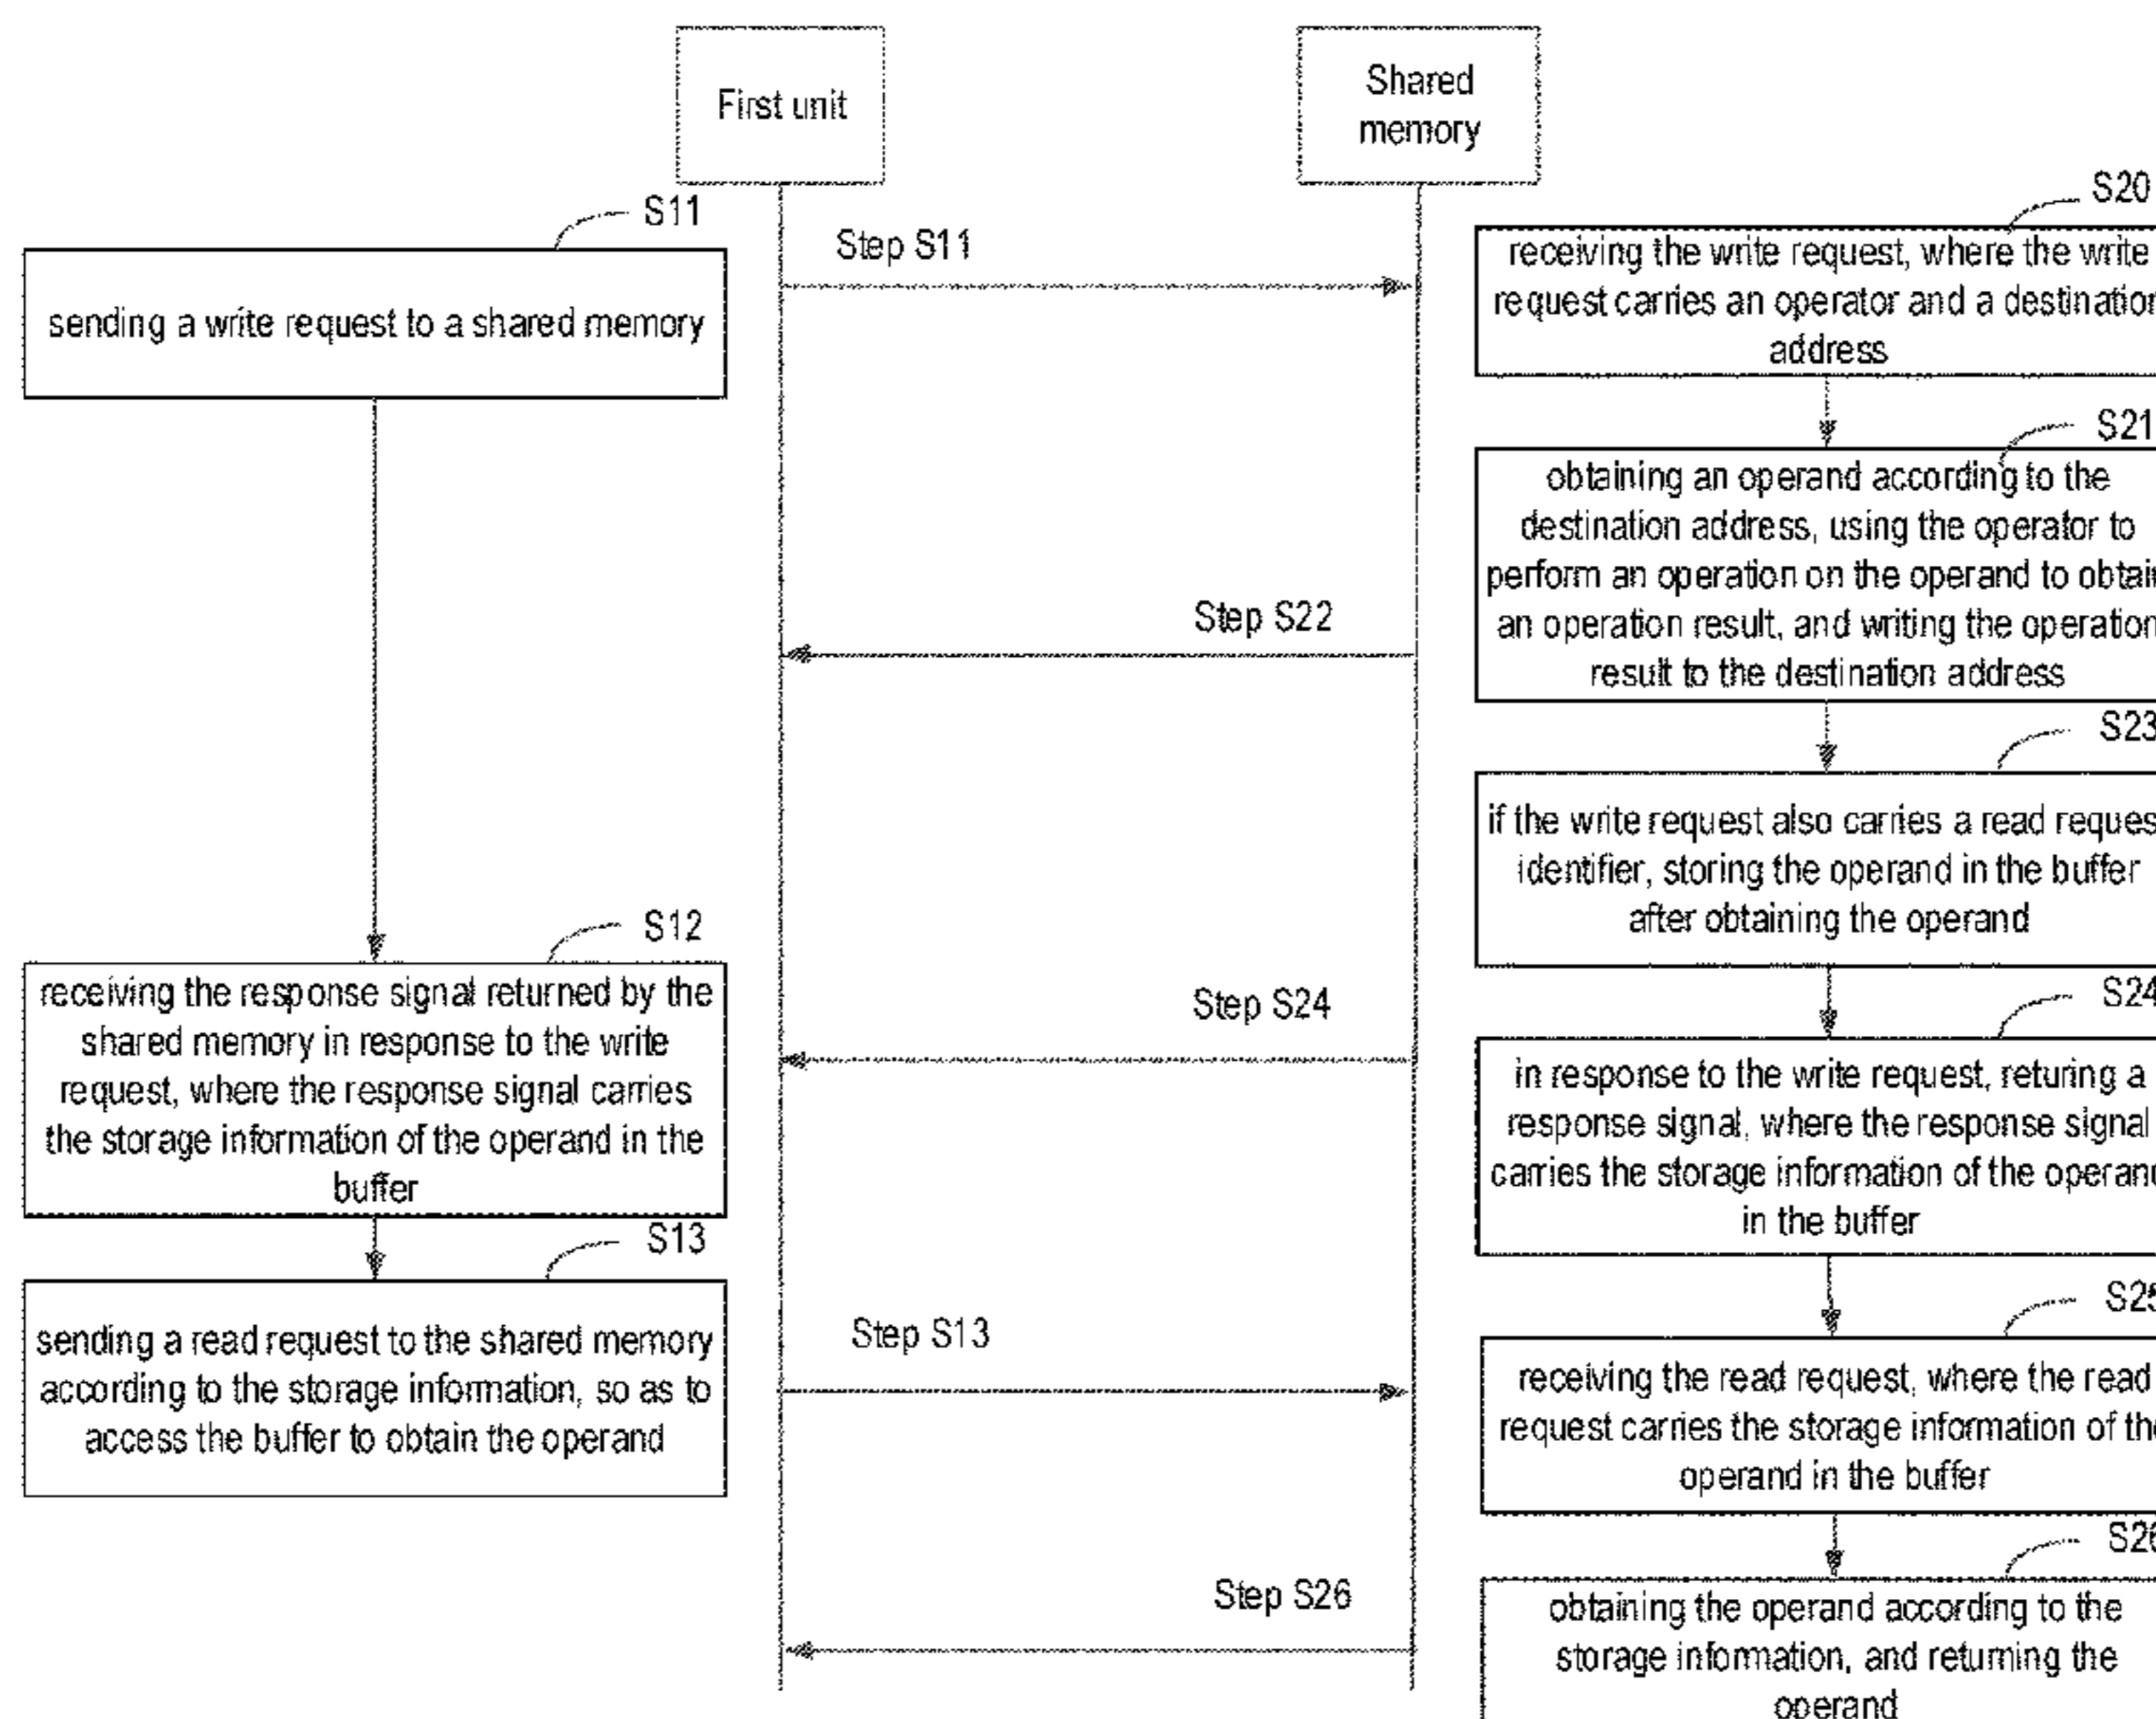 First unit
Shared
memory
S11
sending a write request to a shared memory
Step S11
S20
receiving the write request, where the write
request carries an operator and a destination
address
S21
obtaining an operand according to the
destination address, using the operator to
perform an operation on the operand to obtain
an operation result, and writing the operation
result to the destination address
Step S22
S23
if the write request also carries a read reques
identifier, storing the operand in the buffer
after obtaining the operand
S12
receiving the response signal returned by the
shared memory in response to the write
request, where the response signal carries
the storage information of the operand in the
buffer
Step S24
S24
in response to the write request, returing a
response signal, where the response signal
carries the storage information of the operand
in the buffer
S13
sending a read request to the shared memory
according to the storage information, so as to
access the buffer to obtain the operand
Step S13
S25
receiving the read request, where the read
request carries the storage information of the
operand in the buffer
Step S26
S26
obtaining the operand according to the
storage information, and returning the
operand